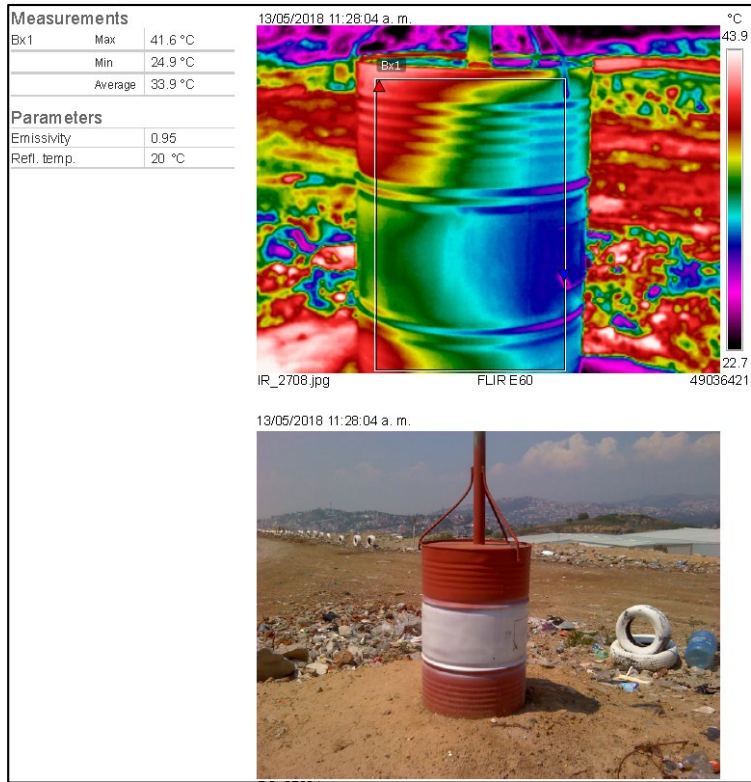 Measurements
Bx1 Max 41.6 °C
Min 24.9 °C
Average 33.9 °C
Parameters
Emissivity 0.95
Refl. temp. 20 °C
13/05/2018 11:28:04 a. m.
°C
43.9
Bx1
22.7
IR_2708.jpg FLIR E60 49036421
13/05/2018 11:28:04 a. m.